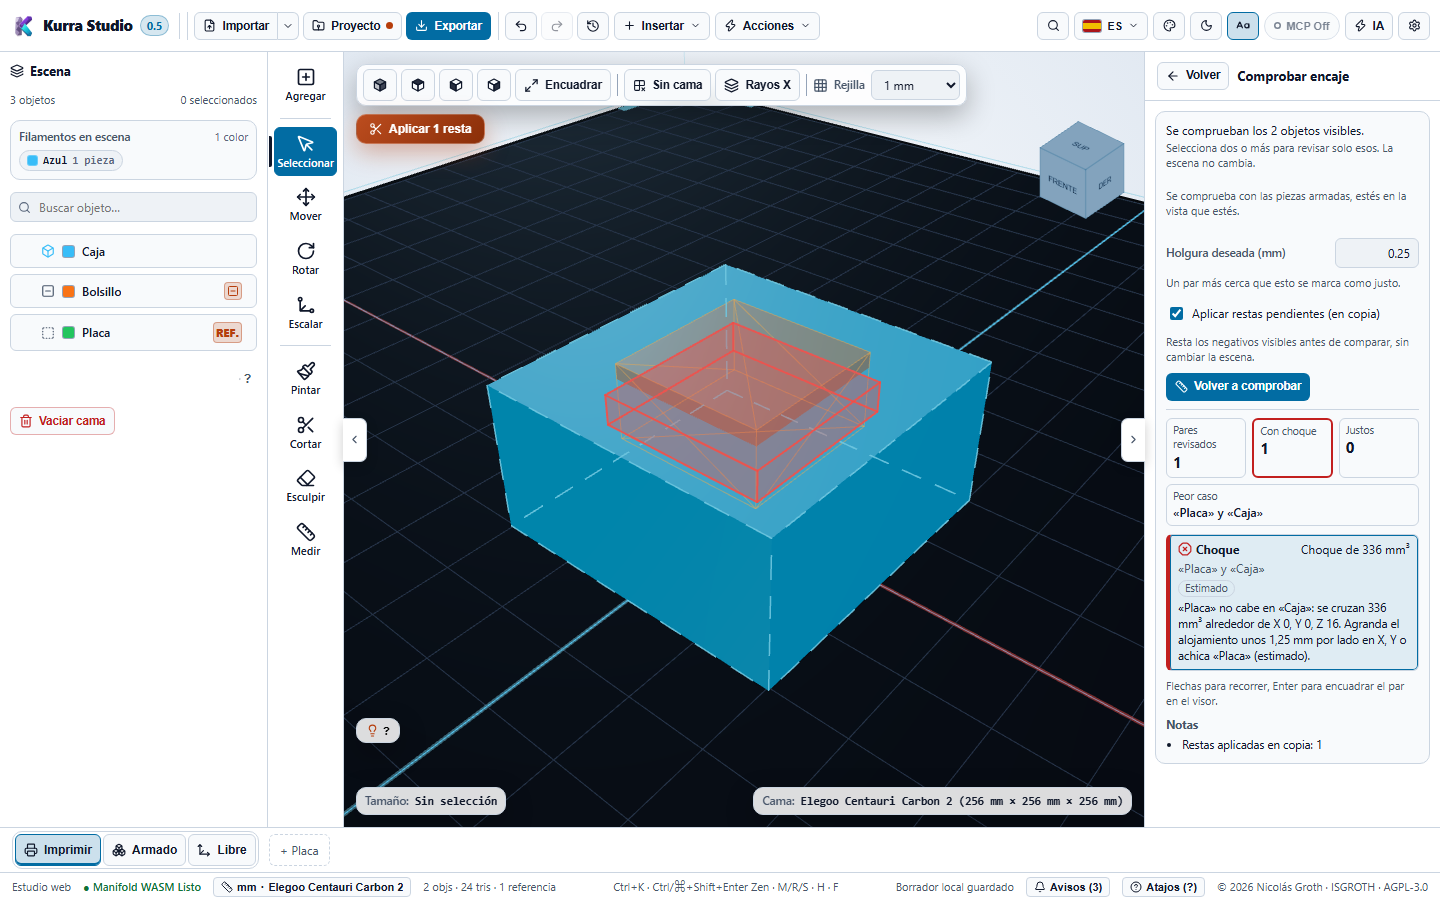 Kurra Studio 0.5
Importar
Proyecto
Exportar
Insertar
Acciones
ES
MCP Off
IA
Escena
3 objetos
0 seleccionados
Filamentos en escena
1 color
Azul 1 pieza
Buscar objeto...
Caja
Bolsillo
Placa
REF.
· ?
Vaciar cama
Agregar
Seleccionar
Mover
Rotar
Escalar
Pintar
Cortar
Esculpir
Medir
Encuadrar
Sin cama
Rayos X
Rejilla
1 mm
Aplicar 1 resta
SUP
FRENTE
DER
?
Tamaño: Sin selección
Cama: Elegoo Centauri Carbon 2 (256 mm × 256 mm × 256 mm)
Volver
Comprobar encaje
Se comprueban los 2 objetos visibles.
Selecciona dos o más para revisar solo esos. La
escena no cambia.
Se comprueba con las piezas armadas, estés en la
vista que estés.
Holgura deseada (mm)
0.25
Un par más cerca que esto se marca como justo.
Aplicar restas pendientes (en copia)
Resta los negativos visibles antes de comparar, sin
cambiar la escena.
Volver a comprobar
Pares
revisados
1
Con choque
1
Justos
0
Peor caso
«Placa» y «Caja»
Choque
Choque de 336 mm³
«Placa» y «Caja»
Estimado
«Placa» no cabe en «Caja»: se cruzan 336
mm³ alrededor de X 0, Y 0, Z 16. Agranda el
alojamiento unos 1,25 mm por lado en X, Y o
achica «Placa» (estimado).
Flechas para recorrer, Enter para encuadrar el par
en el visor.
Notas
• Restas aplicadas en copia: 1
Imprimir
Armado
Libre
+ Placa
Estudio web
● Manifold WASM Listo
mm · Elegoo Centauri Carbon 2
2 objs · 24 tris · 1 referencia
Ctrl+K · Ctrl/⌘+Shift+Enter Zen · M/R/S · H · F
Borrador local guardado
Avisos (3)
Atajos (?)
© 2026 Nicolás Groth · ISGROTH · AGPL-3.0